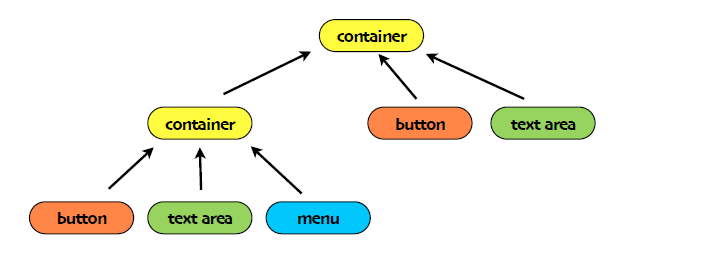 container
container
button
text area
button
text area
menu